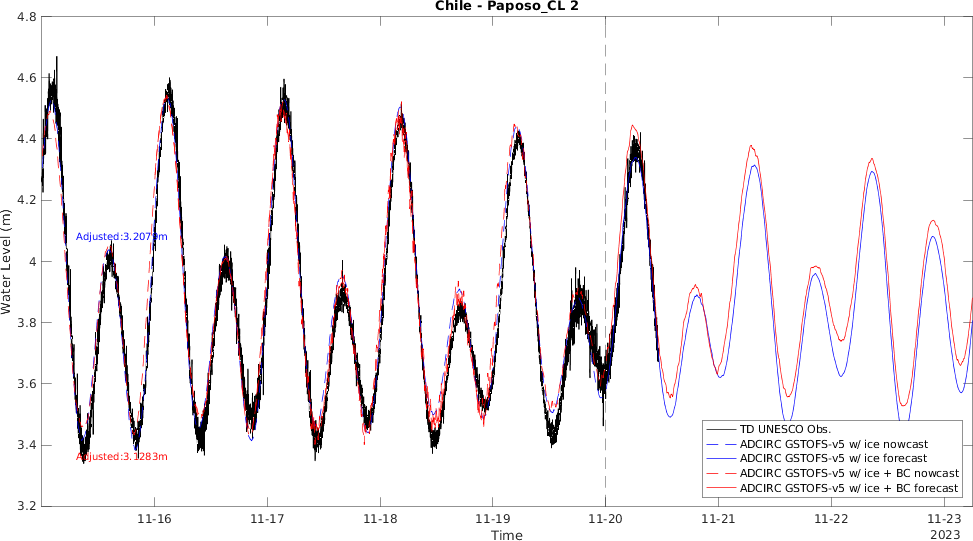 Chile - Paposo_CL 2
4.8
4.6
4.4
4.2
4
3.8
3.6
3.4
3.2
Water Level (m)
Adjusted:3.2079m
Adjusted:3.1283m
TD UNESCO Obs.
ADCIRC GSTOFS-v5 w/ ice nowcast
ADCIRC GSTOFS-v5 w/ ice forecast
ADCIRC GSTOFS-v5 w/ ice + BC nowcast
ADCIRC GSTOFS-v5 w/ ice + BC forecast
11-16 11-17 11-18 11-19 11-20 11-21 11-22 11-23
Time
2023